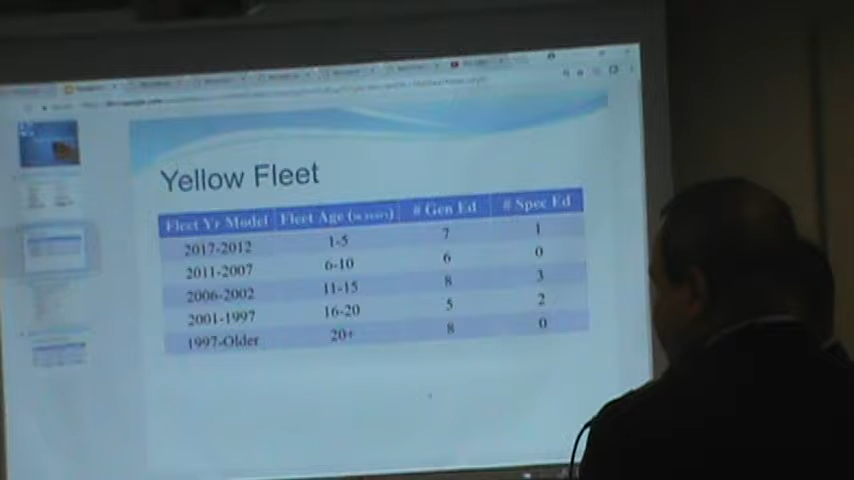 Yellow Fleet
Fleet Yr Model Fleet Age (in years) # Gen Ed # Spec Ed
2017-2012 1-5 7 1
2011-2007 6-10 6 0
2006-2002 11-15 8 3
2001-1997 16-20 5 2
1997-Older 20+ 8 0